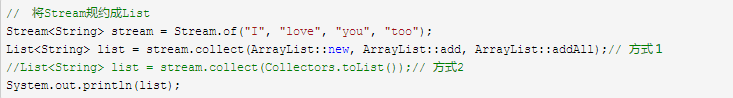 //　将Stream规约成List
Stream<String> stream = Stream.of("I", "love", "you", "too");
List<String> list = stream.collect(ArrayList::new, ArrayList::add, ArrayList::addAll);// 方式１
//List<String> list = stream.collect(Collectors.toList());// 方式2
System.out.println(list);